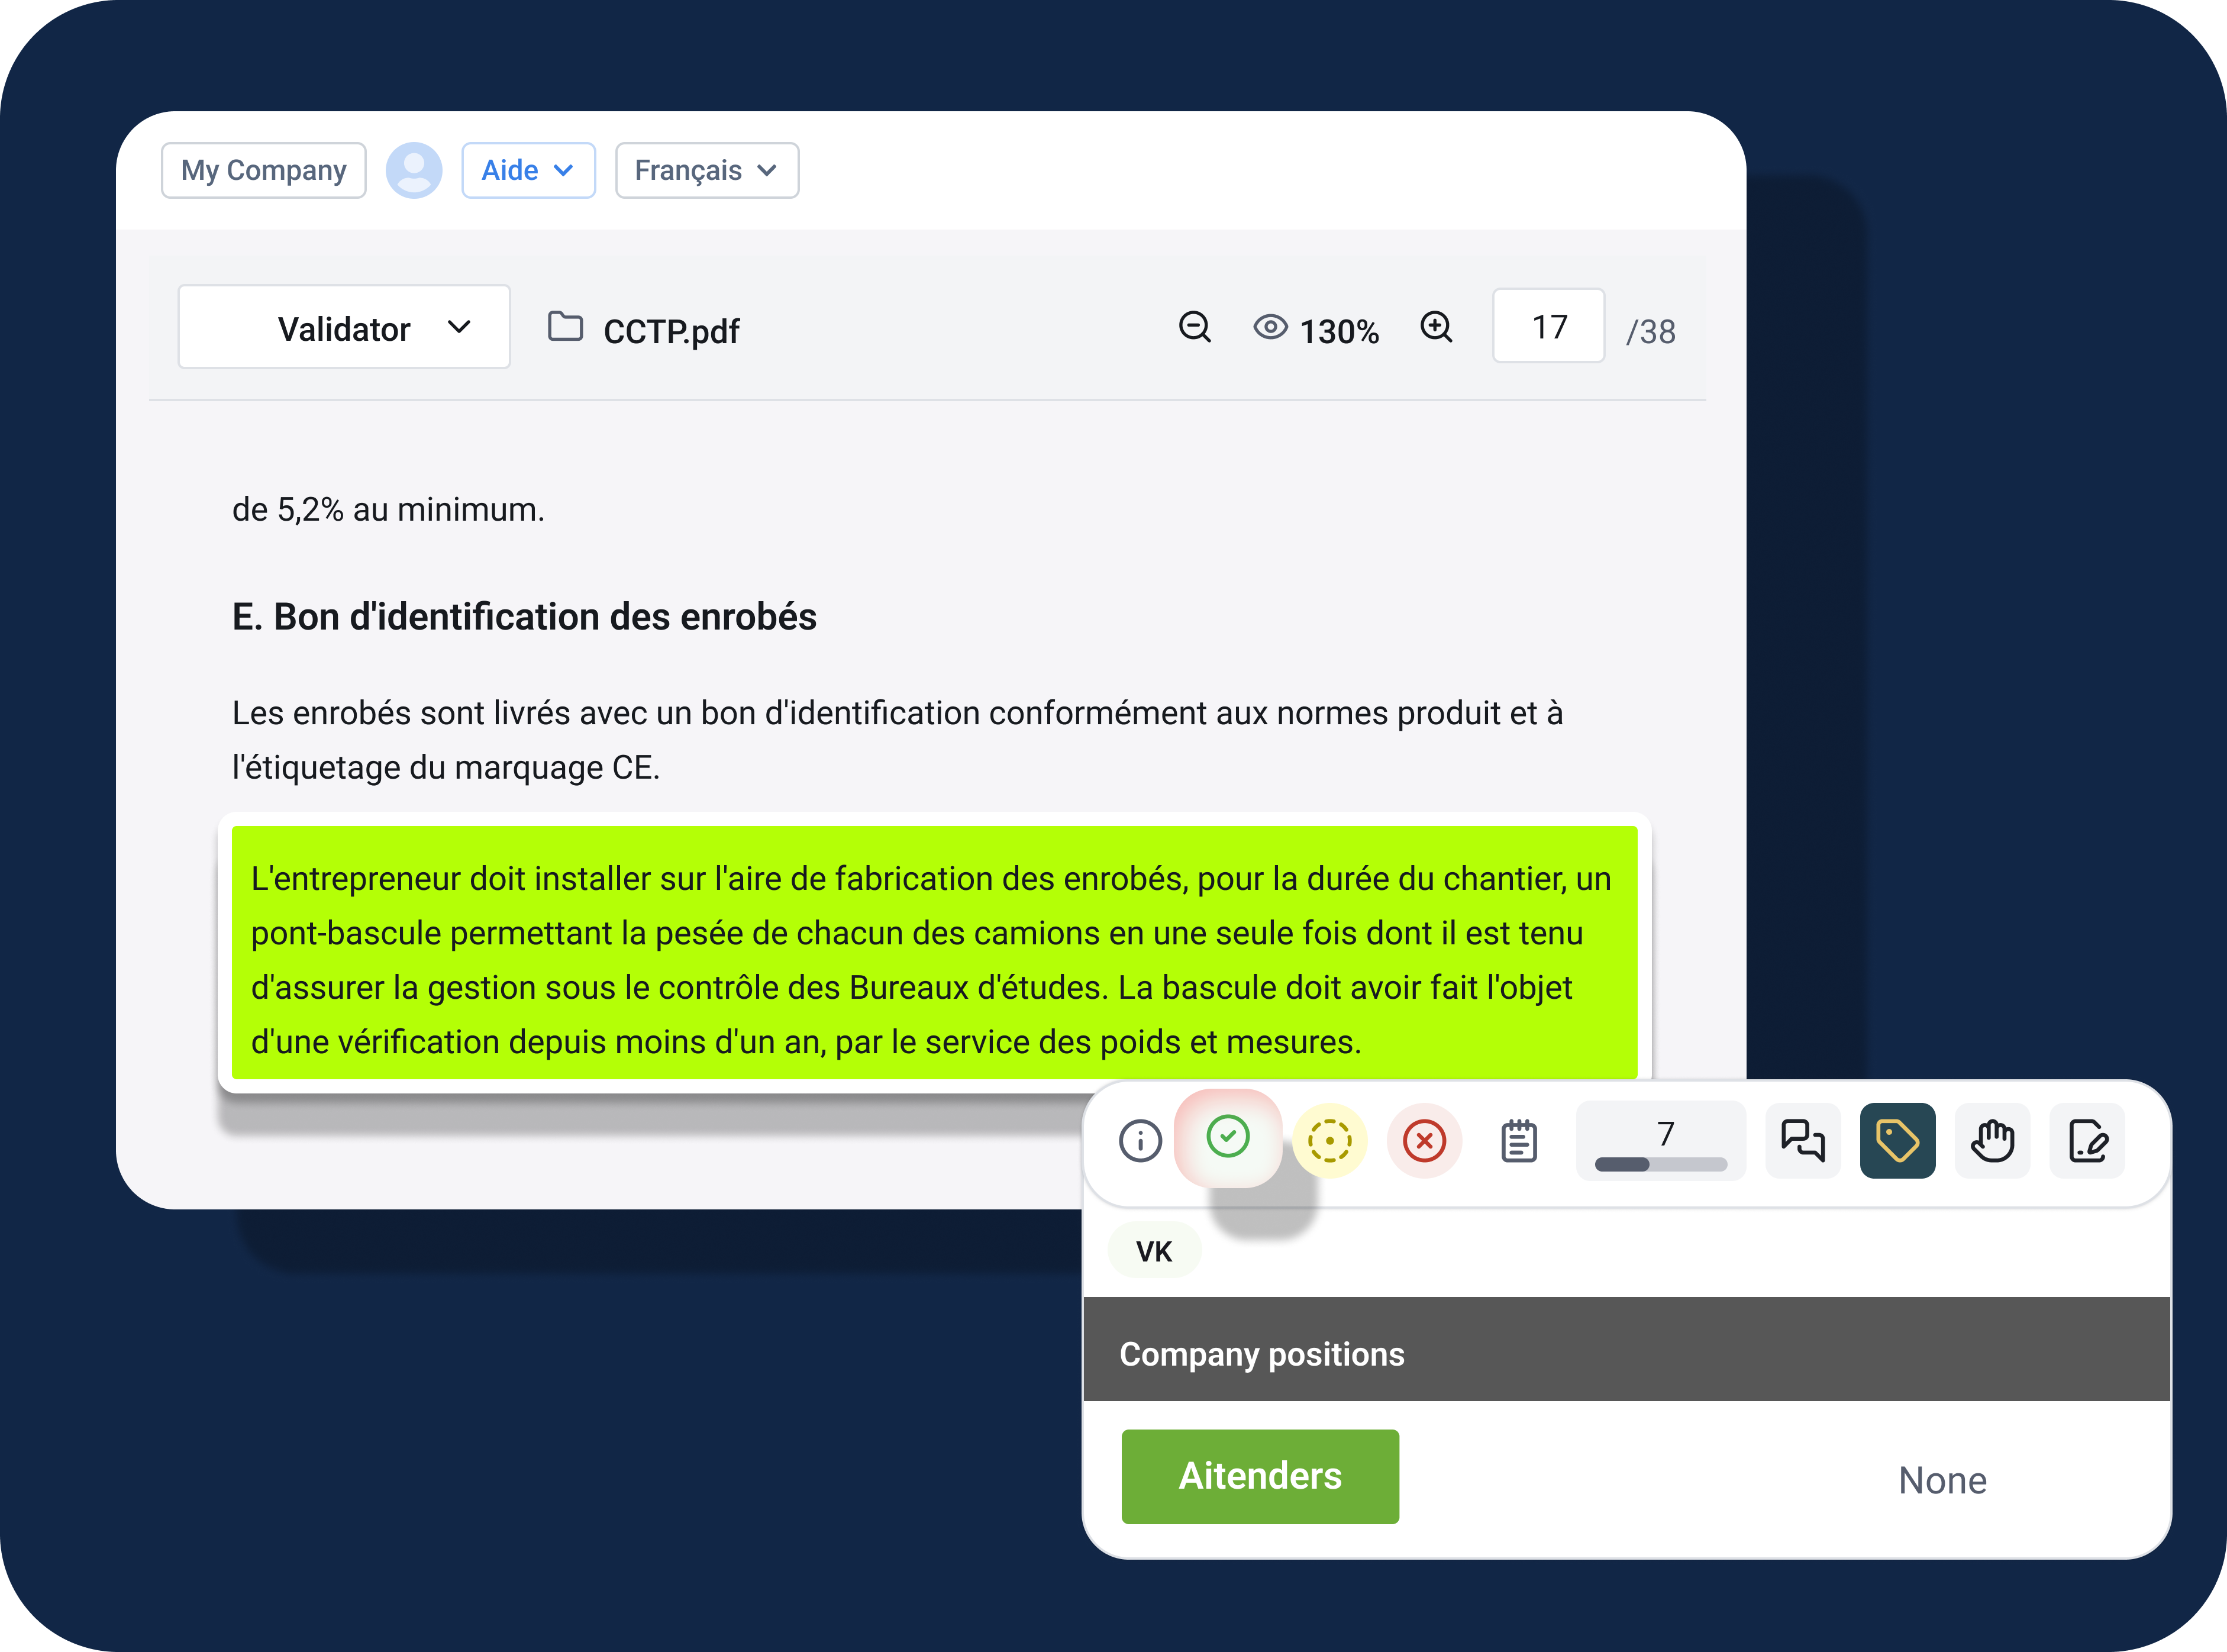 My Company
Aide
Français
Validator
CCTP.pdf
130%
17
/38
de 5,2% au minimum.
E. Bon d'identification des enrobés
Les enrobés sont livrés avec un bon d'identification conformément aux normes produit et à
l'étiquetage du marquage CE.
L'entrepreneur doit installer sur l'aire de fabrication des enrobés, pour la durée du chantier, un
pont-bascule permettant la pesée de chacun des camions en une seule fois dont il est tenu
d'assurer la gestion sous le contrôle des Bureaux d'études. La bascule doit avoir fait l'objet
d'une vérification depuis moins d'un an, par le service des poids et mesures.
7
VK
Company positions
Aitenders
None